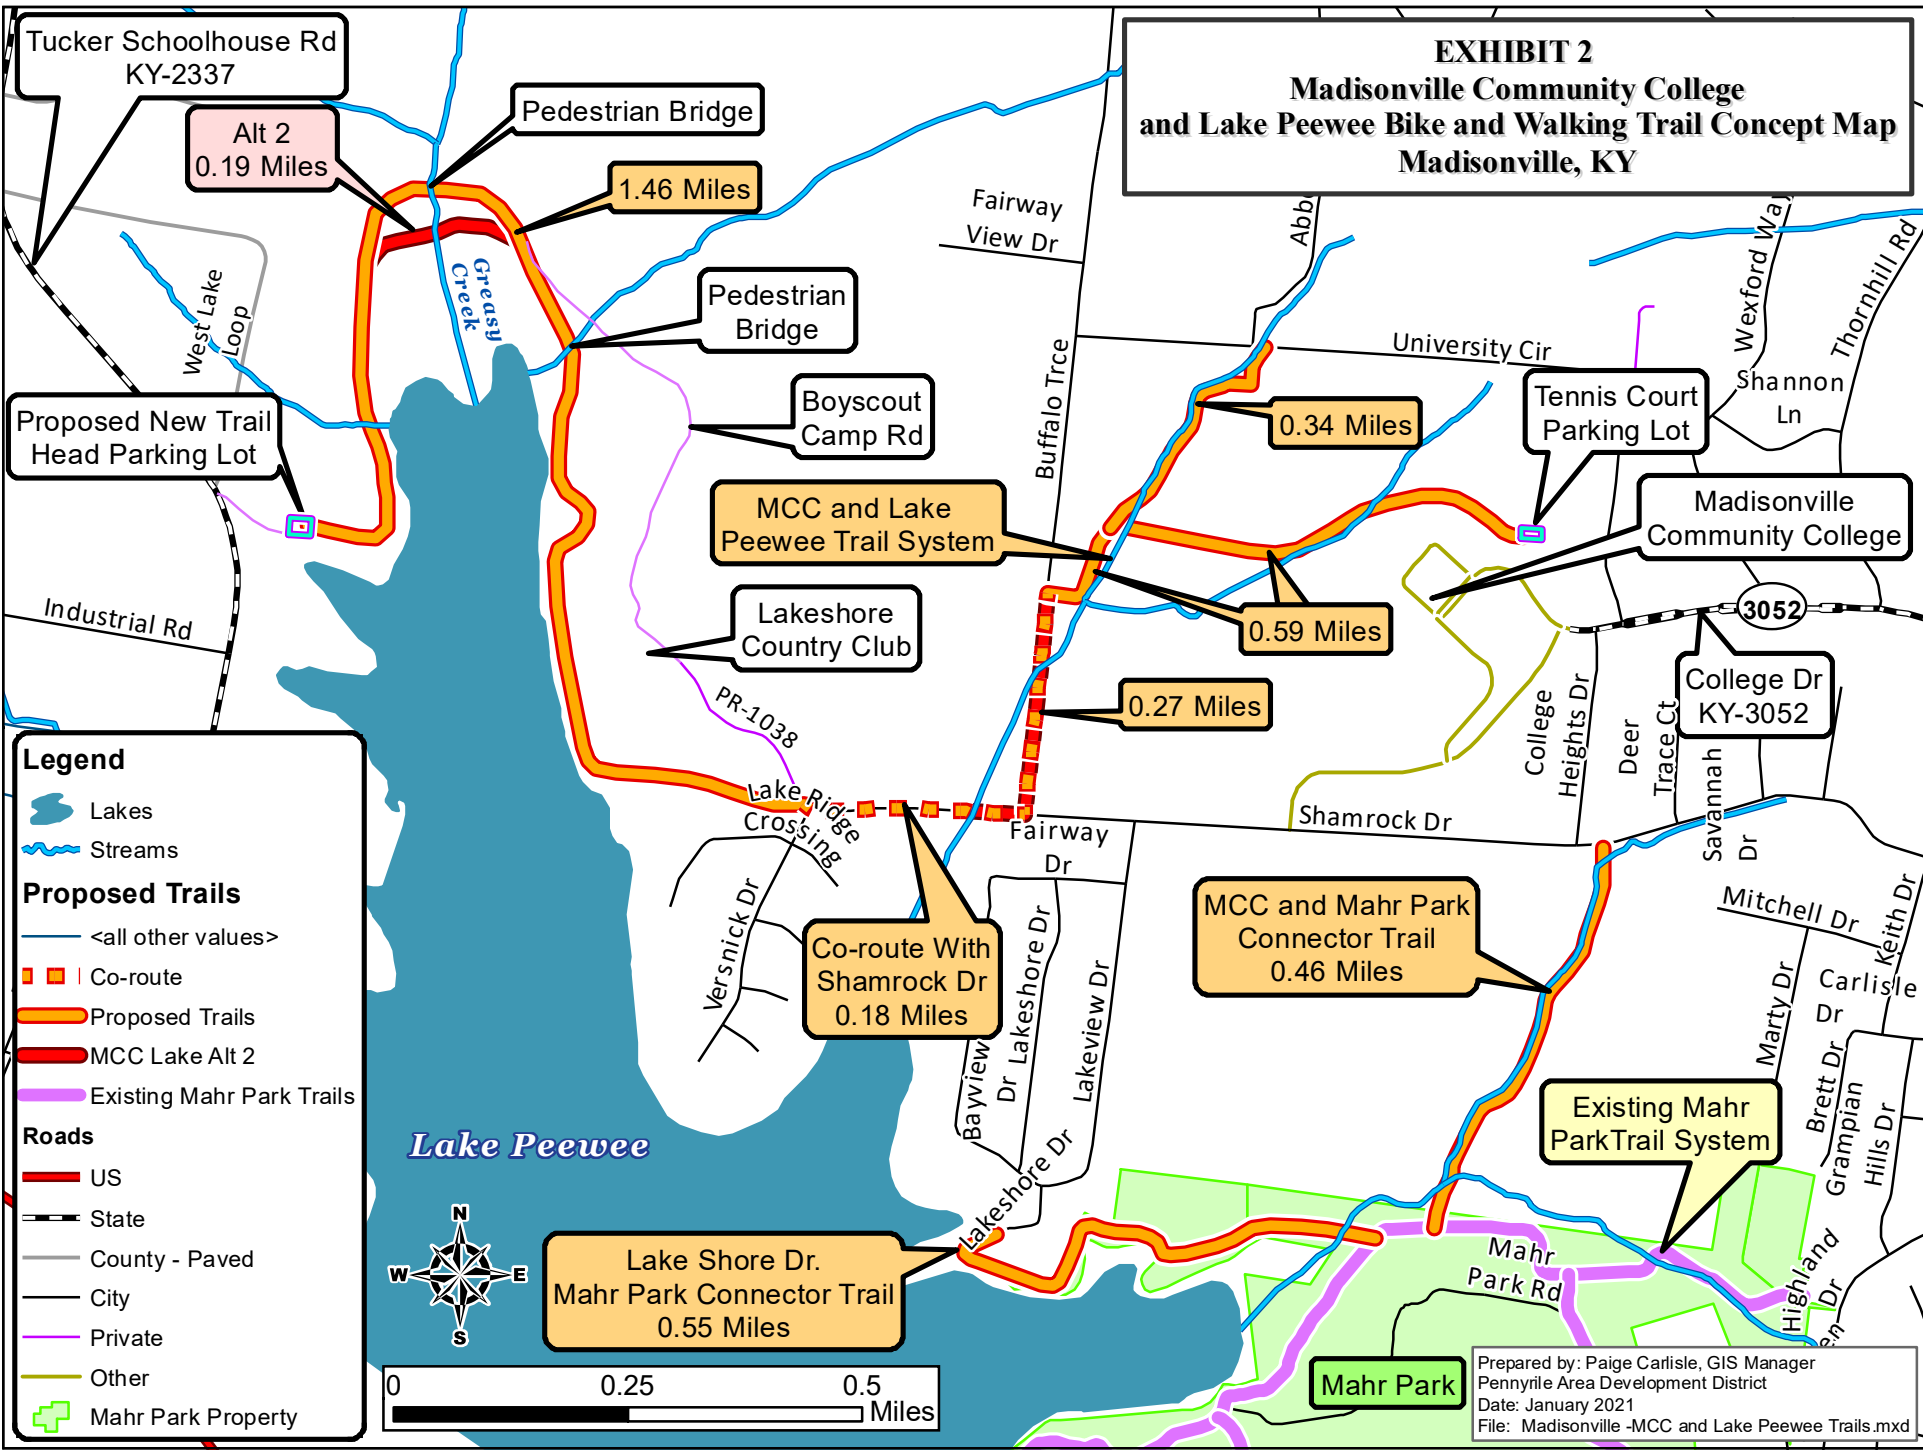 EXHIBIT 2
Madisonville Community College
and Lake Peewee Bike and Walking Trail Concept Map
Madisonville, KY
Tucker Schoolhouse Rd
KY-2337
Alt 2
0.19 Miles
Pedestrian Bridge
1.46 Miles
Greasy
Creek
Pedestrian
Bridge
West Lake
Loop
Proposed New Trail
Head Parking Lot
Boyscout
Camp Rd
Fairway
View Dr
Abb
Buffalo Trce
University Cir
Wexford Way
Thornhill Rd
Shannon
Ln
0.34 Miles
Tennis Court
Parking Lot
MCC and Lake
Peewee Trail System
Madisonville
Community College
Industrial Rd
Lakeshore
Country Club
0.59 Miles
3052
0.27 Miles
College Dr
KY-3052
PR-1038
College
Heights Dr
Deer
Trace Ct
Savannah
Dr
Lake Ridge
Crossing
Fairway
Dr
Shamrock Dr
Versnick Dr
Co-route With
Shamrock Dr
0.18 Miles
MCC and Mahr Park
Connector Trail
0.46 Miles
Mitchell Dr
Keith Dr
Carlisle
Dr
Marty Dr
Brett Dr
Grampian
Hills Dr
Bayview
Dr
Lakeshore Dr
Lakeview Dr
Existing Mahr
ParkTrail System
Lake Peewee
Lakeshore Dr
Lake Shore Dr.
Mahr Park Connector Trail
0.55 Miles
Mahr
Park Rd
Highland
Dr
en
Mahr Park
N
W
E
S
0
0.25
0.5
Miles
Legend
Lakes
Streams
Proposed Trails
<all other values>
Co-route
Proposed Trails
MCC Lake Alt 2
Existing Mahr Park Trails
Roads
US
State
County - Paved
City
Private
Other
Mahr Park Property
Prepared by: Paige Carlisle, GIS Manager
Pennyrile Area Development District
Date: January 2021
File: Madisonville -MCC and Lake Peewee Trails.mxd